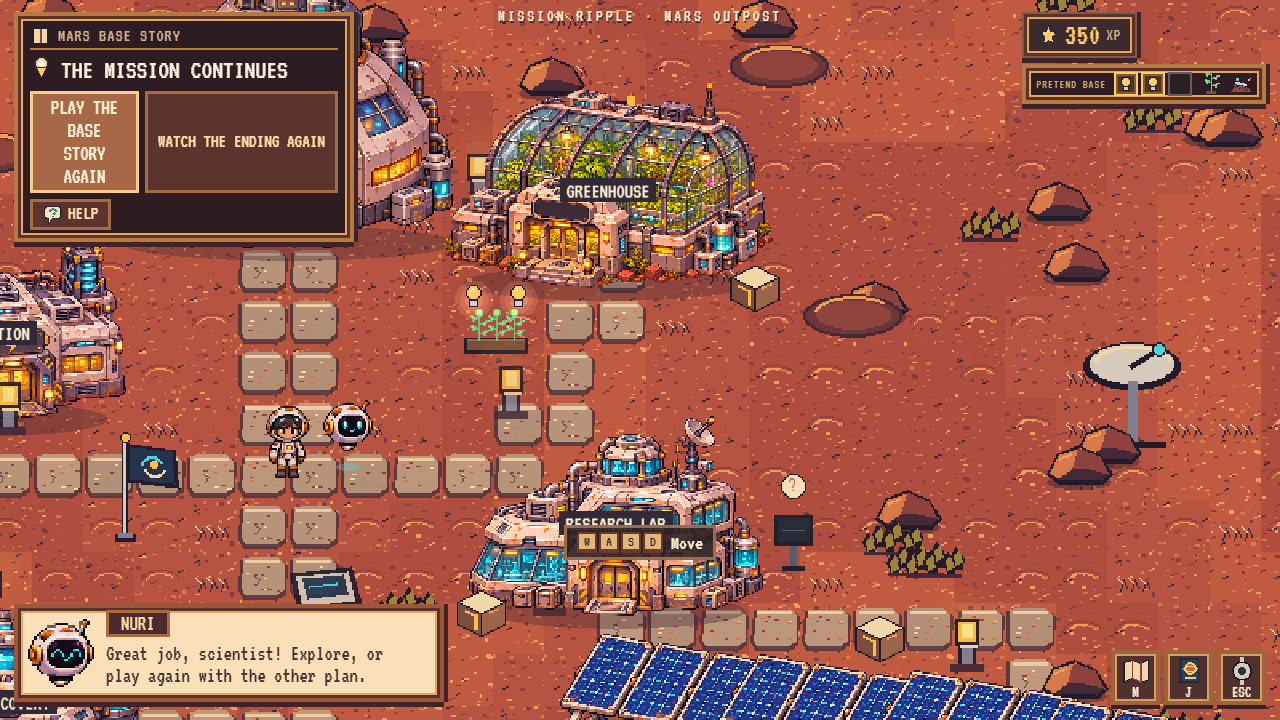 MISSION RIPPLE · MARS OUTPOST
MARS BASE STORY
THE MISSION CONTINUES
PLAY THE
BASE
STORY
AGAIN
WATCH THE ENDING AGAIN
? HELP
350 XP
PRETEND BASE
GREENHOUSE
TION
?
RESEARCH LAB
W A S D Move
NURI
Great job, scientist! Explore, or
play again with the other plan.
M
J
ESC